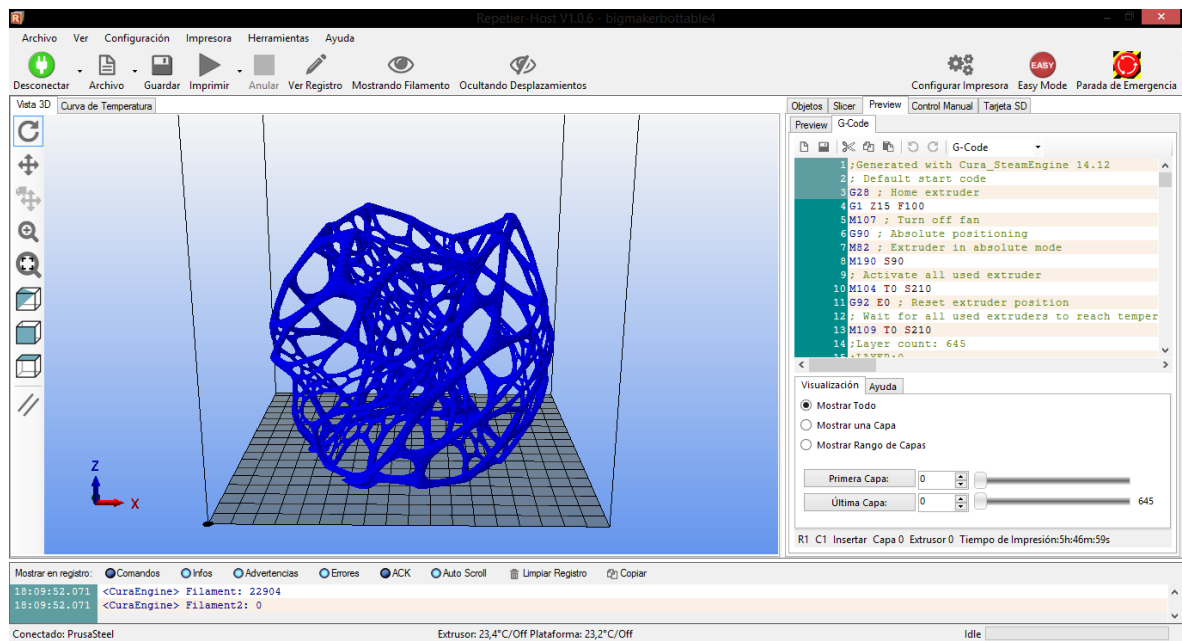 Repetier-Host V1.0.6 - bigmakerbottable4
Archivo Ver Configuración Impresora Herramientas Ayuda
Desconectar Archivo Guardar Imprimir Anular Ver Registro Mostrando Filamento Ocultando Desplazamientos Configurar Impresora EASY Easy Mode Parada de Emergencia
Vista 3D Curva de Temperatura
Objetos Slicer Preview Control Manual Tarjeta SD
Preview G-Code
G-Code
1 ;Generated with Cura_SteamEngine 14.12
2 ; Default start code
3 G28 ; Home extruder
4 G1 Z15 F100
5 M107 ; Turn off fan
6 G90 ; Absolute positioning
7 M82 ; Extruder in absolute mode
8 M190 S90
9 ; Activate all used extruder
10 M104 T0 S210
11 G92 E0 ; Reset extruder position
12 ; Wait for all used extruders to reach temper
13 M109 T0 S210
14 ;Layer count: 645
15 ;LAYER:0
Visualización Ayuda
Mostrar Todo
Mostrar una Capa
Mostrar Rango de Capas
Primera Capa: 0
Última Capa: 0 645
R1 C1 Insertar Capa 0 Extrusor 0 Tiempo de Impresión:5h:46m:59s
Z
X
Mostrar en registro: Comandos Infos Advertencias Errores ACK Auto Scroll Limpiar Registro Copiar
18:09:52.071 <CuraEngine> Filament: 22904
18:09:52.071 <CuraEngine> Filament2: 0
Conectado: PrusaSteel Extrusor: 23,4°C/Off Plataforma: 23,2°C/Off Idle